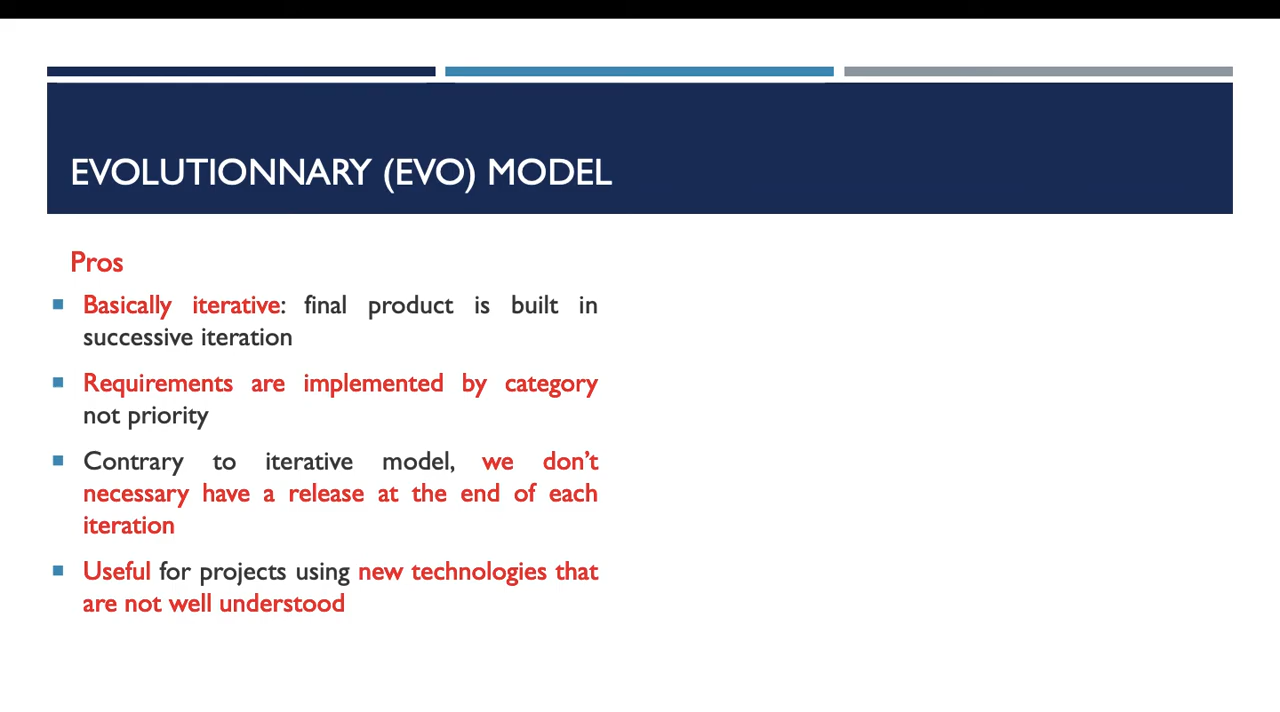 EVOLUTIONNARY (EVO) MODEL
Pros
Basically iterative: final product is built in
successive iteration
Requirements are implemented by category
not priority
Contrary to iterative model, we don’t
necessary have a release at the end of each
iteration
Useful for projects using new technologies that
are not well understood